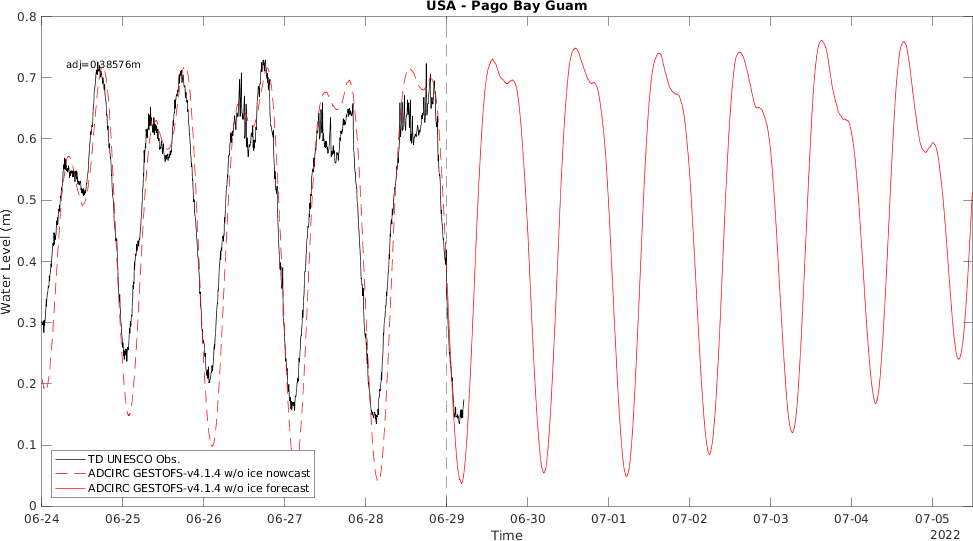 USA - Pago Bay Guam
0.8
adj=0.38576m
0.7
0.6
0.5
Water Level (m)
0.4
0.3
0.2
0.1
0
TD UNESCO Obs.
ADCIRC GESTOFS-v4.1.4 w/o ice nowcast
ADCIRC GESTOFS-v4.1.4 w/o ice forecast
06-24 06-25 06-26 06-27 06-28 06-29 06-30 07-01 07-02 07-03 07-04 07-05
Time
2022